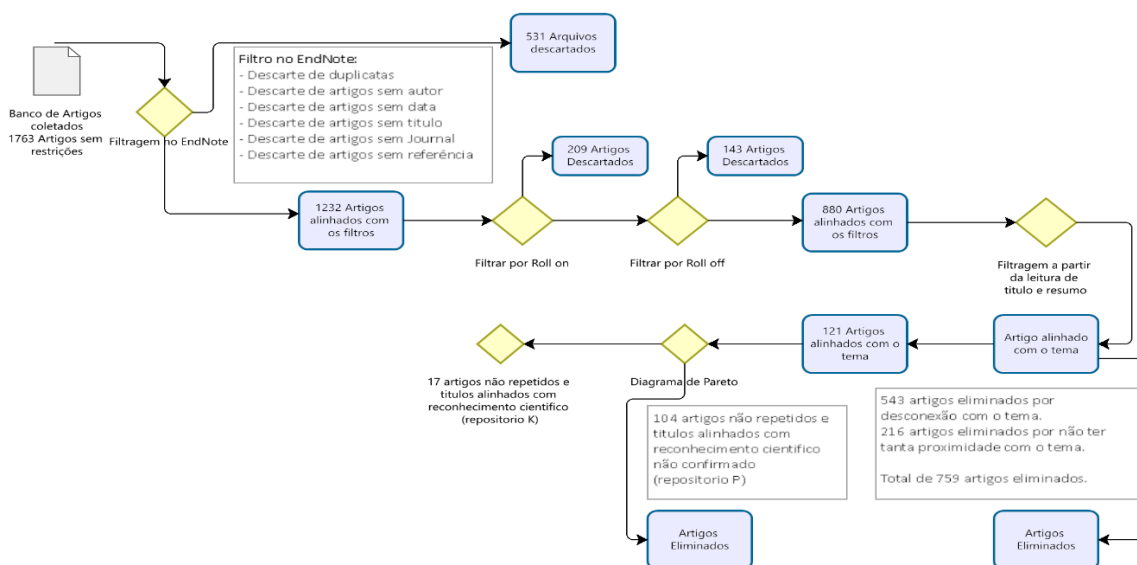 Banco de Artigos
coletados
1763 Artigos sem
restrições
Filtragem no EndNote
531 Arquivos
descartados
Filtro no EndNote:
- Descarte de duplicatas
- Descarte de artigos sem autor
- Descarte de artigos sem data
- Descarte de artigos sem titulo
- Descarte de artigos sem Journal
- Descarte de artigos sem referência
1232 Artigos
alinhados com
os filtros
209 Artigos
Descartados
Filtrar por Roll on
143 Artigos
Descartados
Filtrar por Roll off
880 Artigos
alinhados com
os filtros
Filtragem a partir
da leitura de
titulo e resumo
Artigo alinhado
com o tema
121 Artigos
alinhados com o
tema
Diagrama de Pareto
17 artigos não repetidos e
titulos alinhados com
reconhecimento cientifico
(repositorio K)
104 artigos não repetidos e
titulos alinhados com
reconhecimento cientifico
não confirmado
(repositorio P)
543 artigos eliminados por
desconexão com o tema.
216 artigos eliminados por não ter
tanta proximidade com o tema.
Total de 759 artigos eliminados.
Artigos
Eliminados
Artigos
Eliminados